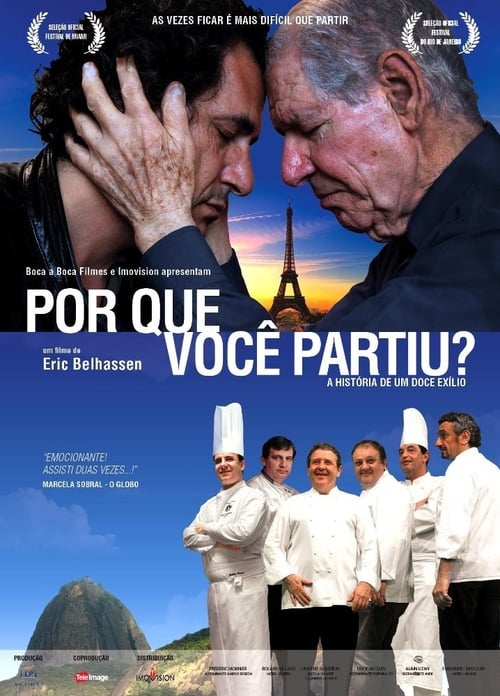 AS VEZES FICAR É MAIS DIFÍCIL QUE PARTIR
SELEÇÃO OFICIAL
FESTIVAL DE MIAMI
SELEÇÃO OFICIAL
FESTIVAL
DO RIO DE JANEIRO
Boca a Boca Filmes e Imovision apresentam
POR QUE
VOCÊ PARTIU?
um filme de
Eric Belhassen
A HISTÓRIA DE UM DOCE EXÍLIO
"EMOCIONANTE!
ASSISTI DUAS VEZES...!"
MARCELA SOBRAL - O GLOBO
PRODUÇÃO
COPRODUÇÃO
DISTRIBUIÇÃO
TeleImage
IMOVISION